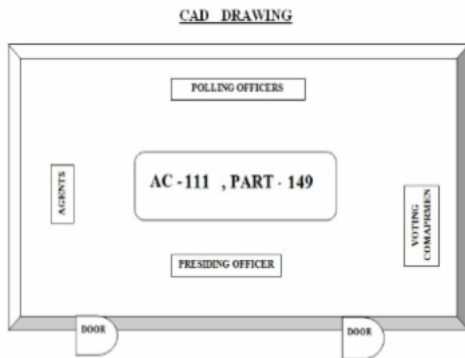 CAD DRAWING
POLLING OFFICERS
AC -111 , PART - 149
AGENTS
VOTING
COMAPRMEN
PRESIDING OFFICER
DOOR
DOOR